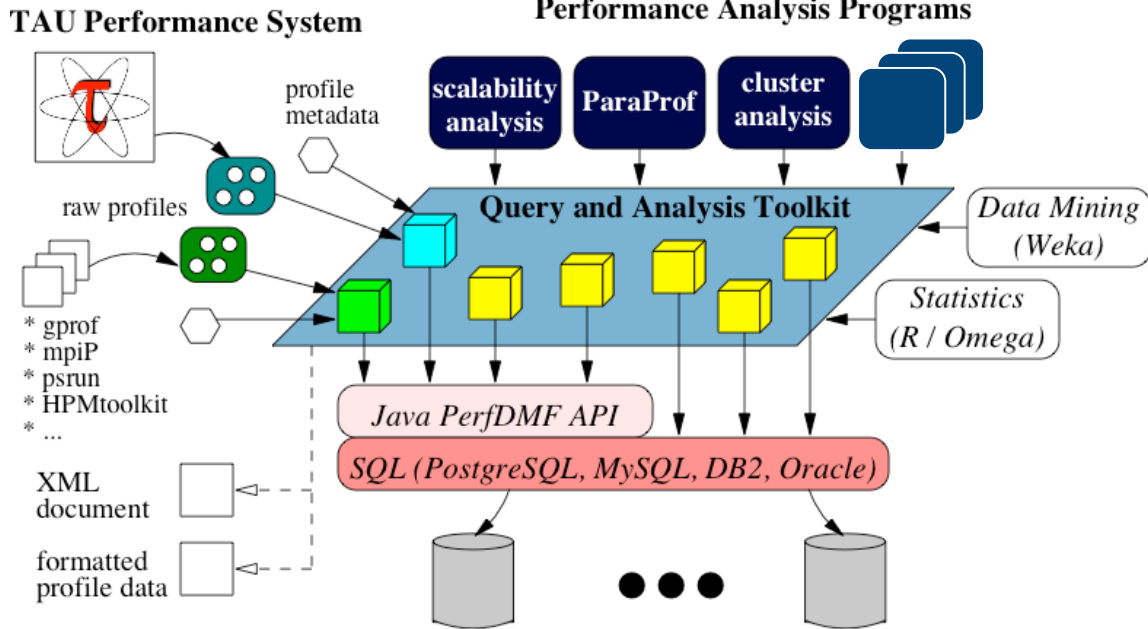 TAU Performance System
Performance Analysis Programs
τ
profile
metadata
scalability
analysis
ParaProf
cluster
analysis
raw profiles
Query and Analysis Toolkit
Data Mining
(Weka)
Statistics
(R / Omega)
* gprof
* mpiP
* psrun
* HPMtoolkit
* ...
Java PerfDMF API
SQL (PostgreSQL, MySQL, DB2, Oracle)
XML
document
formatted
profile data